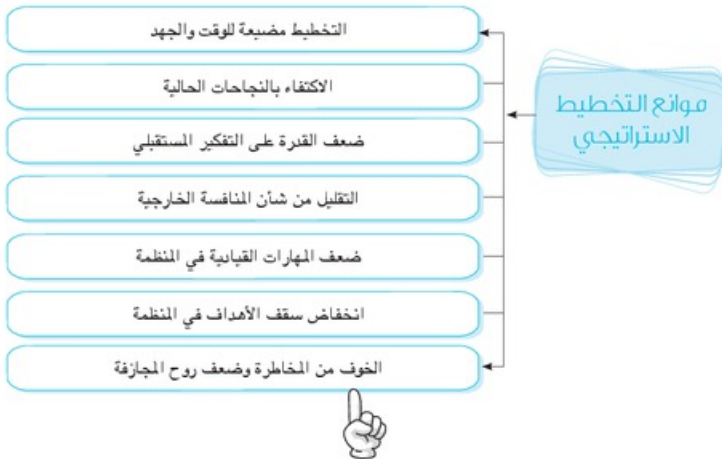 موانع التخطيط
الاستراتيجي
التخطيط مضيعة للوقت والجهد
الاكتفاء بالنجاحات الحالية
ضعف القدرة على التفكير المستقبلي
التقليل من شأن المنافسة الخارجية
ضعف المهارات القيادية في المنظمة
انخفاض سقف الأهداف في المنظمة
الخوف من المخاطرة وضعف روح المجازفة